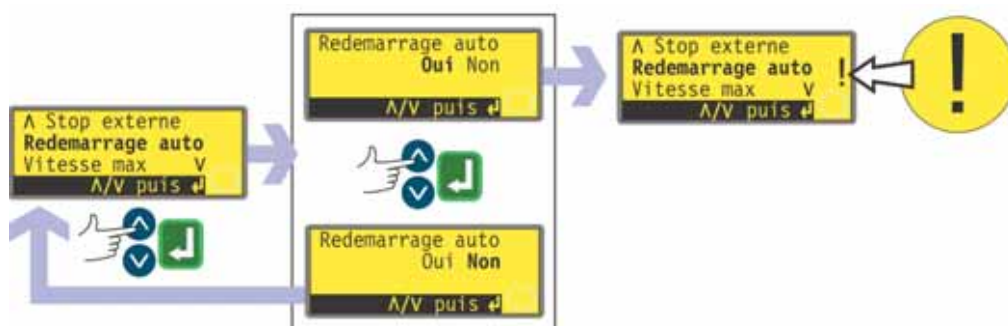 Λ Stop externe
Redemarrage auto
Vitesse max V
Λ/V puis ↲
Redemarrage auto
Oui Non
Λ/V puis ↲
Redemarrage auto
Oui Non
Λ/V puis ↲
Λ Stop externe
Redemarrage auto !
Vitesse max V
Λ/V puis ↲
!